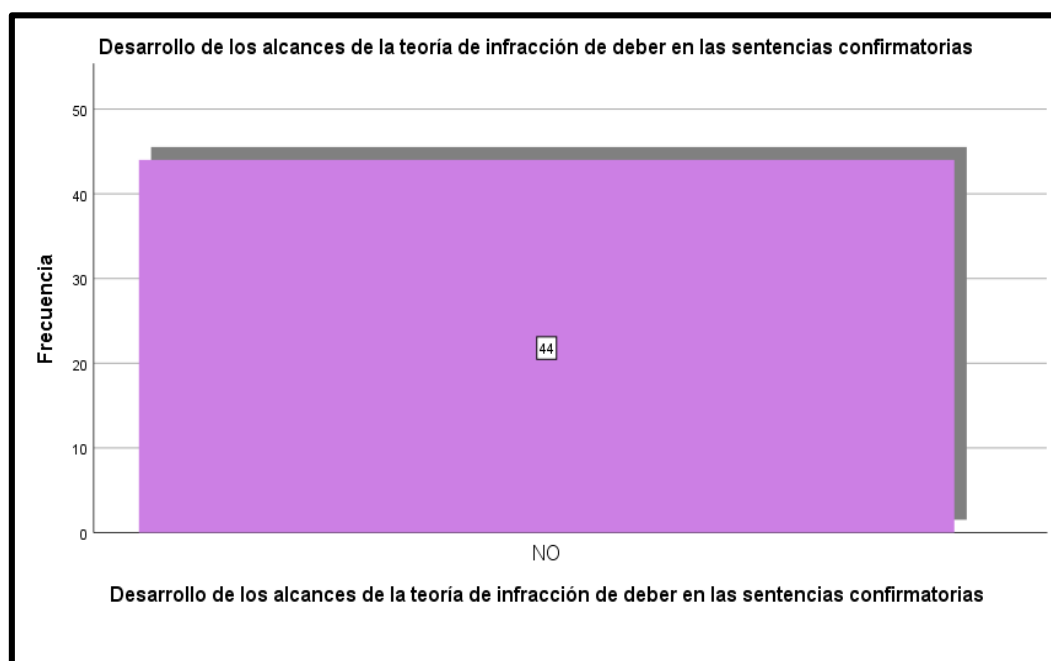 Desarrollo de los alcances de la teoría de infracción de deber en las sentencias confirmatorias
Frecuencia
50
40
30
20
10
0
44
NO
Desarrollo de los alcances de la teoría de infracción de deber en las sentencias confirmatorias